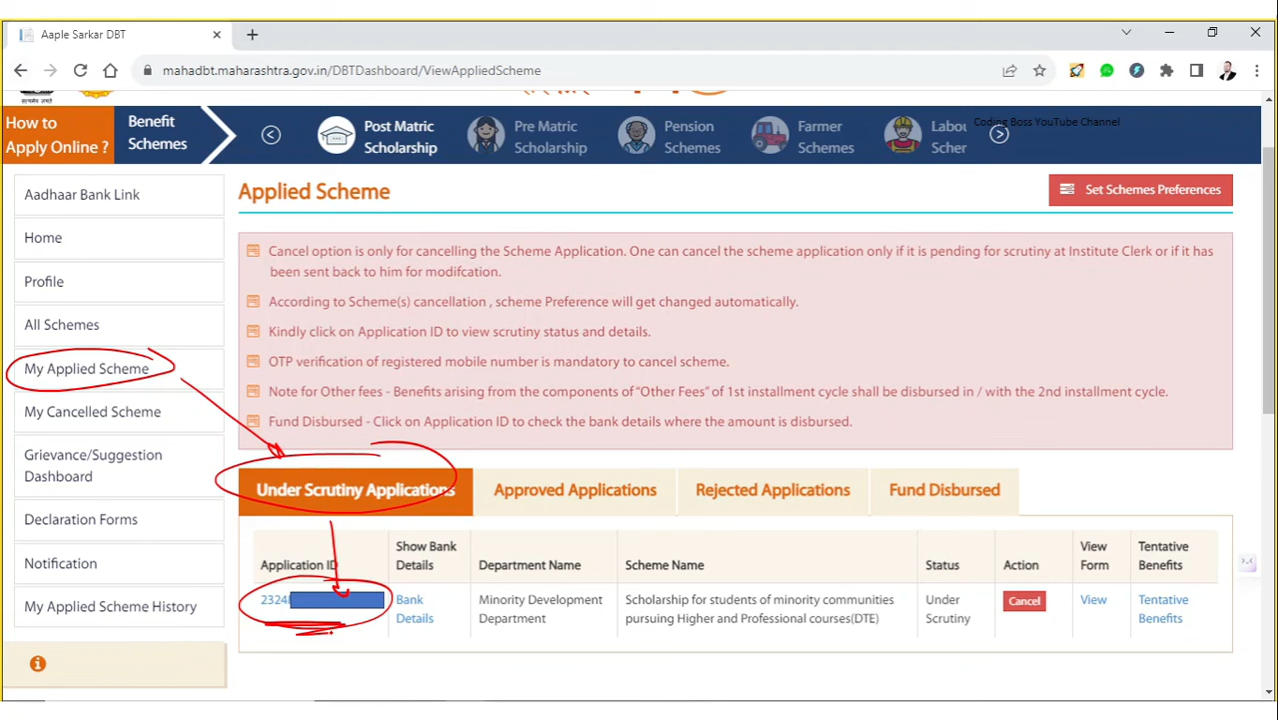 Aaple Sarkar DBT
mahadbt.maharashtra.gov.in/DBTDashboard/ViewAppliedScheme
How to
Apply Online ?
Benefit
Schemes
Post Matric
Scholarship
Pre Matric
Scholarship
Pension
Schemes
Farmer
Schemes
Labou
Scher
Coding Boss YouTube Channel
Aadhaar Bank Link
Home
Profile
All Schemes
My Applied Scheme
My Cancelled Scheme
Grievance/Suggestion
Dashboard
Declaration Forms
Notification
My Applied Scheme History
Applied Scheme
Set Schemes Preferences
Cancel option is only for cancelling the Scheme Application. One can cancel the scheme application only if it is pending for scrutiny at Institute Clerk or if it has
been sent back to him for modifcation.
According to Scheme(s) cancellation , scheme Preference will get changed automatically.
Kindly click on Application ID to view scrutiny status and details.
OTP verification of registered mobile number is mandatory to cancel scheme.
Note for Other fees - Benefits arising from the components of "Other Fees" of 1st installment cycle shall be disbursed in / with the 2nd installment cycle.
Fund Disbursed - Click on Application ID to check the bank details where the amount is disbursed.
Under Scrutiny Applications
Approved Applications
Rejected Applications
Fund Disbursed
Application ID
Show Bank
Details
Department Name
Scheme Name
Status
Action
View
Form
Tentative
Benefits
2324
Bank
Details
Minority Development
Department
Scholarship for students of minority communities
pursuing Higher and Professional courses(DTE)
Under
Scrutiny
Cancel
View
Tentative
Benefits